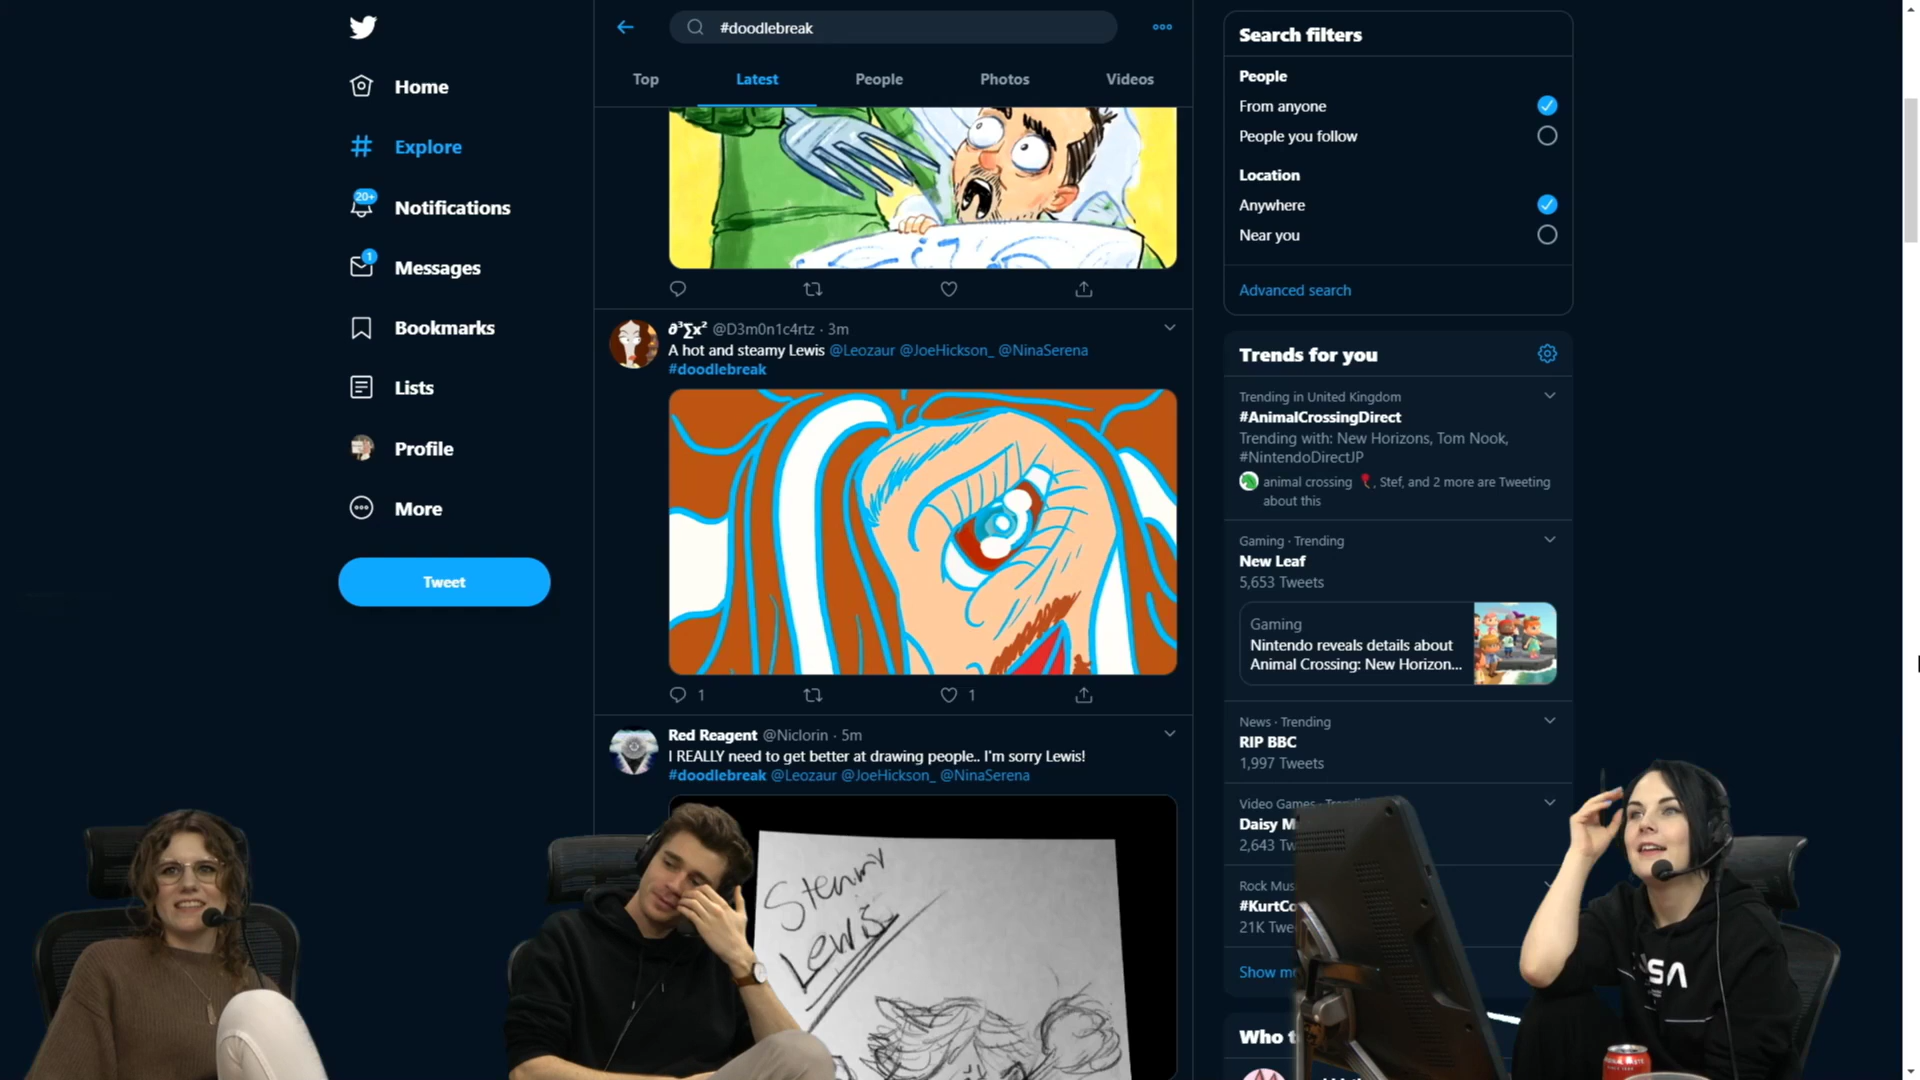 Home
Explore
20+
Notifications
1
Messages
Bookmarks
Lists
Profile
More
Tweet
#doodlebreak
Top
Latest
People
Photos
Videos
∂³∑x² @D3m0n1c4rtz · 3m
A hot and steamy Lewis @Leozaur @JoeHickson_ @NinaSerena
#doodlebreak
1
1
Red Reagent @Niclorin · 5m
I REALLY need to get better at drawing people.. I'm sorry Lewis!
#doodlebreak @Leozaur @JoeHickson_ @NinaSerena
Lewis
Search filters
People
From anyone
People you follow
Location
Anywhere
Near you
Advanced search
Trends for you
Trending in United Kingdom
#AnimalCrossingDirect
Trending with: New Horizons, Tom Nook,
#NintendoDirectJP
animal crossing , Stef, and 2 more are Tweeting
about this
Gaming · Trending
New Leaf
5,653 Tweets
Gaming
Nintendo reveals details about
Animal Crossing: New Horizon...
News · Trending
RIP BBC
1,997 Tweets
Video Games
Daisy M
2,643 Tw
Rock Mus
#KurtCo
21K Twe
Show m
Who t
SA